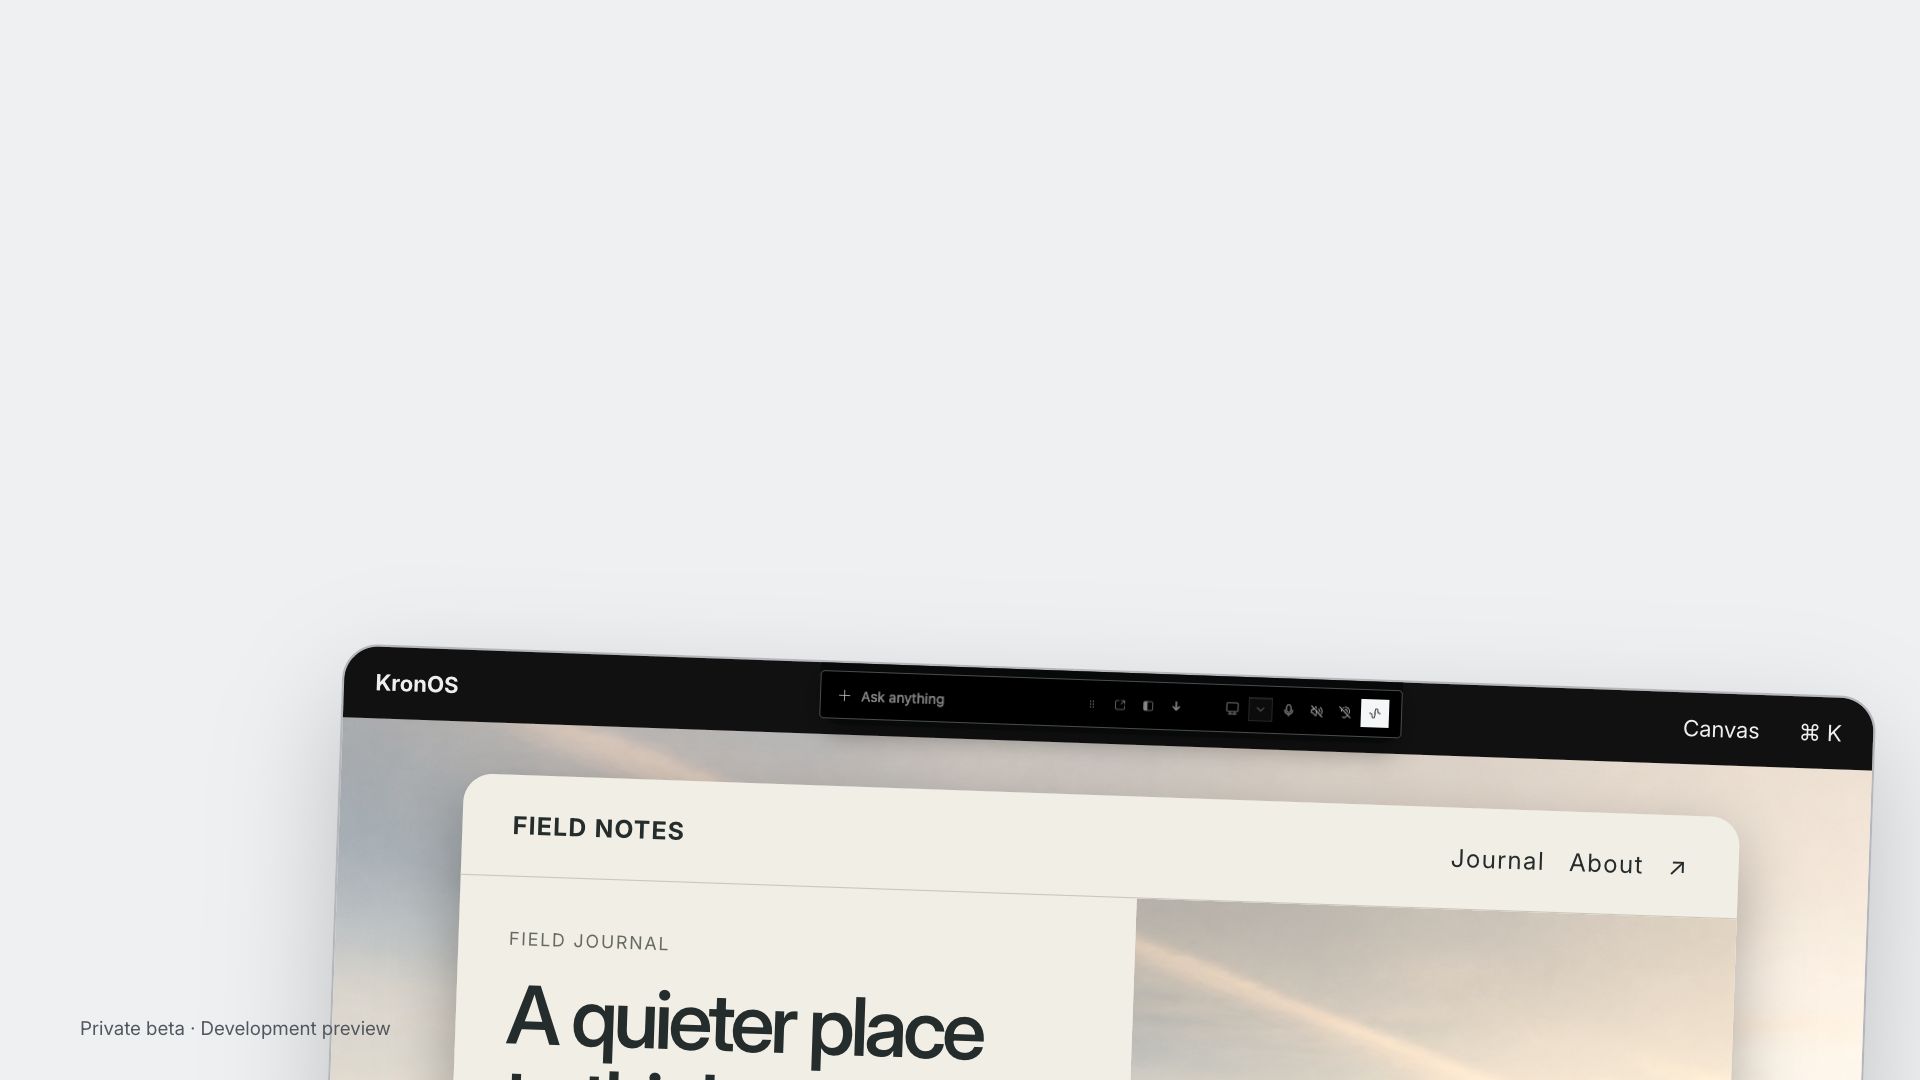 KronOS
Ask anything
Canvas ⌘ K
FIELD NOTES
Journal About ↗
FIELD JOURNAL
A quieter place
Private beta · Development preview